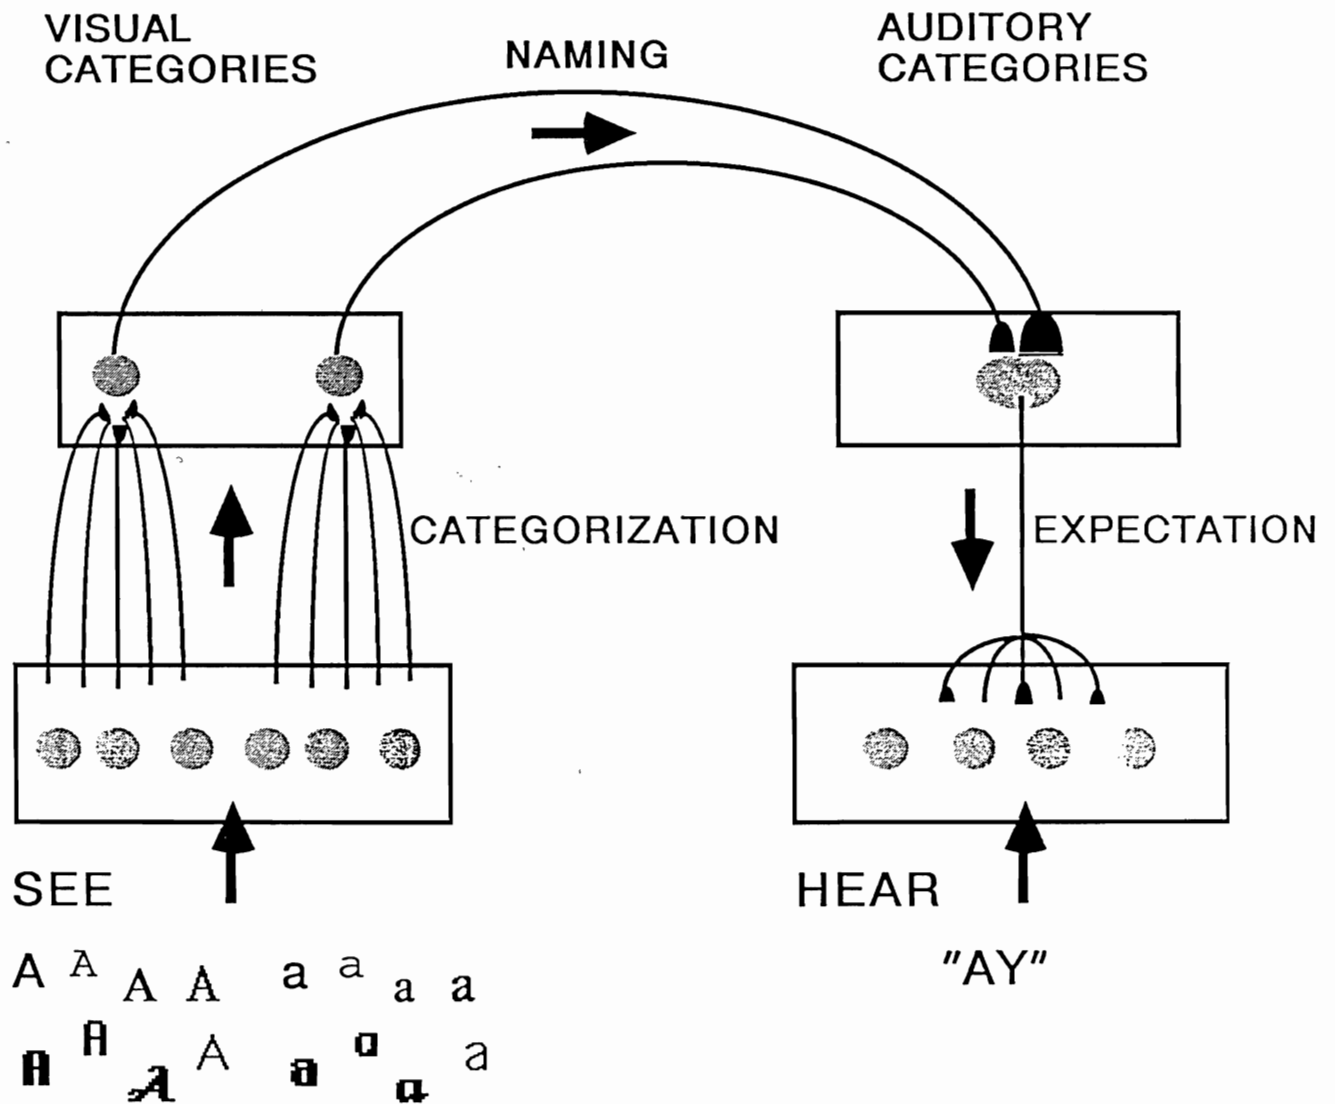 VISUAL
CATEGORIES
NAMING
AUDITORY
CATEGORIES
CATEGORIZATION
EXPECTATION
SEE
HEAR
"AY"
A A A A a a a a
A A A A a a a a